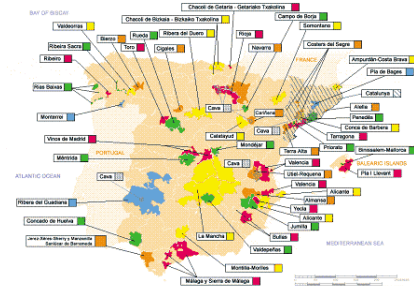 Chacolí de Getaria - Getariako Txakolina
Chacolí de Bizkaia - Bizkaiko Txakolina
BAY OF BISCAY
Campo de Borja
Valdeorras
Ribera del Duero
Somontano
Bierzo
Rueda
Rioja
Ribeira Sacra
Toro
Cigales
Navarra
Costers del Segre
Ribeiro
FRANCE
Ampurdán-Costa Brava
Pla de Bages
Rias Baixas
Catalunya
Cava
Cariñena
Alella
Monterrei
Penedés
Cava
Conca de Barbera
Vinos de Madrid
Calatayud
Tarragona
Mondéjar
Priorato
Binissalem-Mallorca
Méntrida
PORTUGAL
Terra Alta
Cava
Valencia
BALEARIC ISLANDS
Cava
Utiel-Requena
Pla i Llevant
ATLANTIC OCEAN
Valencia
Alicante
Ribera del Guadiana
Almansa
Yecla
Alicante
Condado de Huelva
Jumilla
La Mancha
Bullas
Jerez-Xérès-Sherry y Manzanilla
Sanlúcar de Barrameda
MEDITERRANEAN SEA
Valdepeñas
Montilla-Moriles
Málaga y Sierra de Málaga